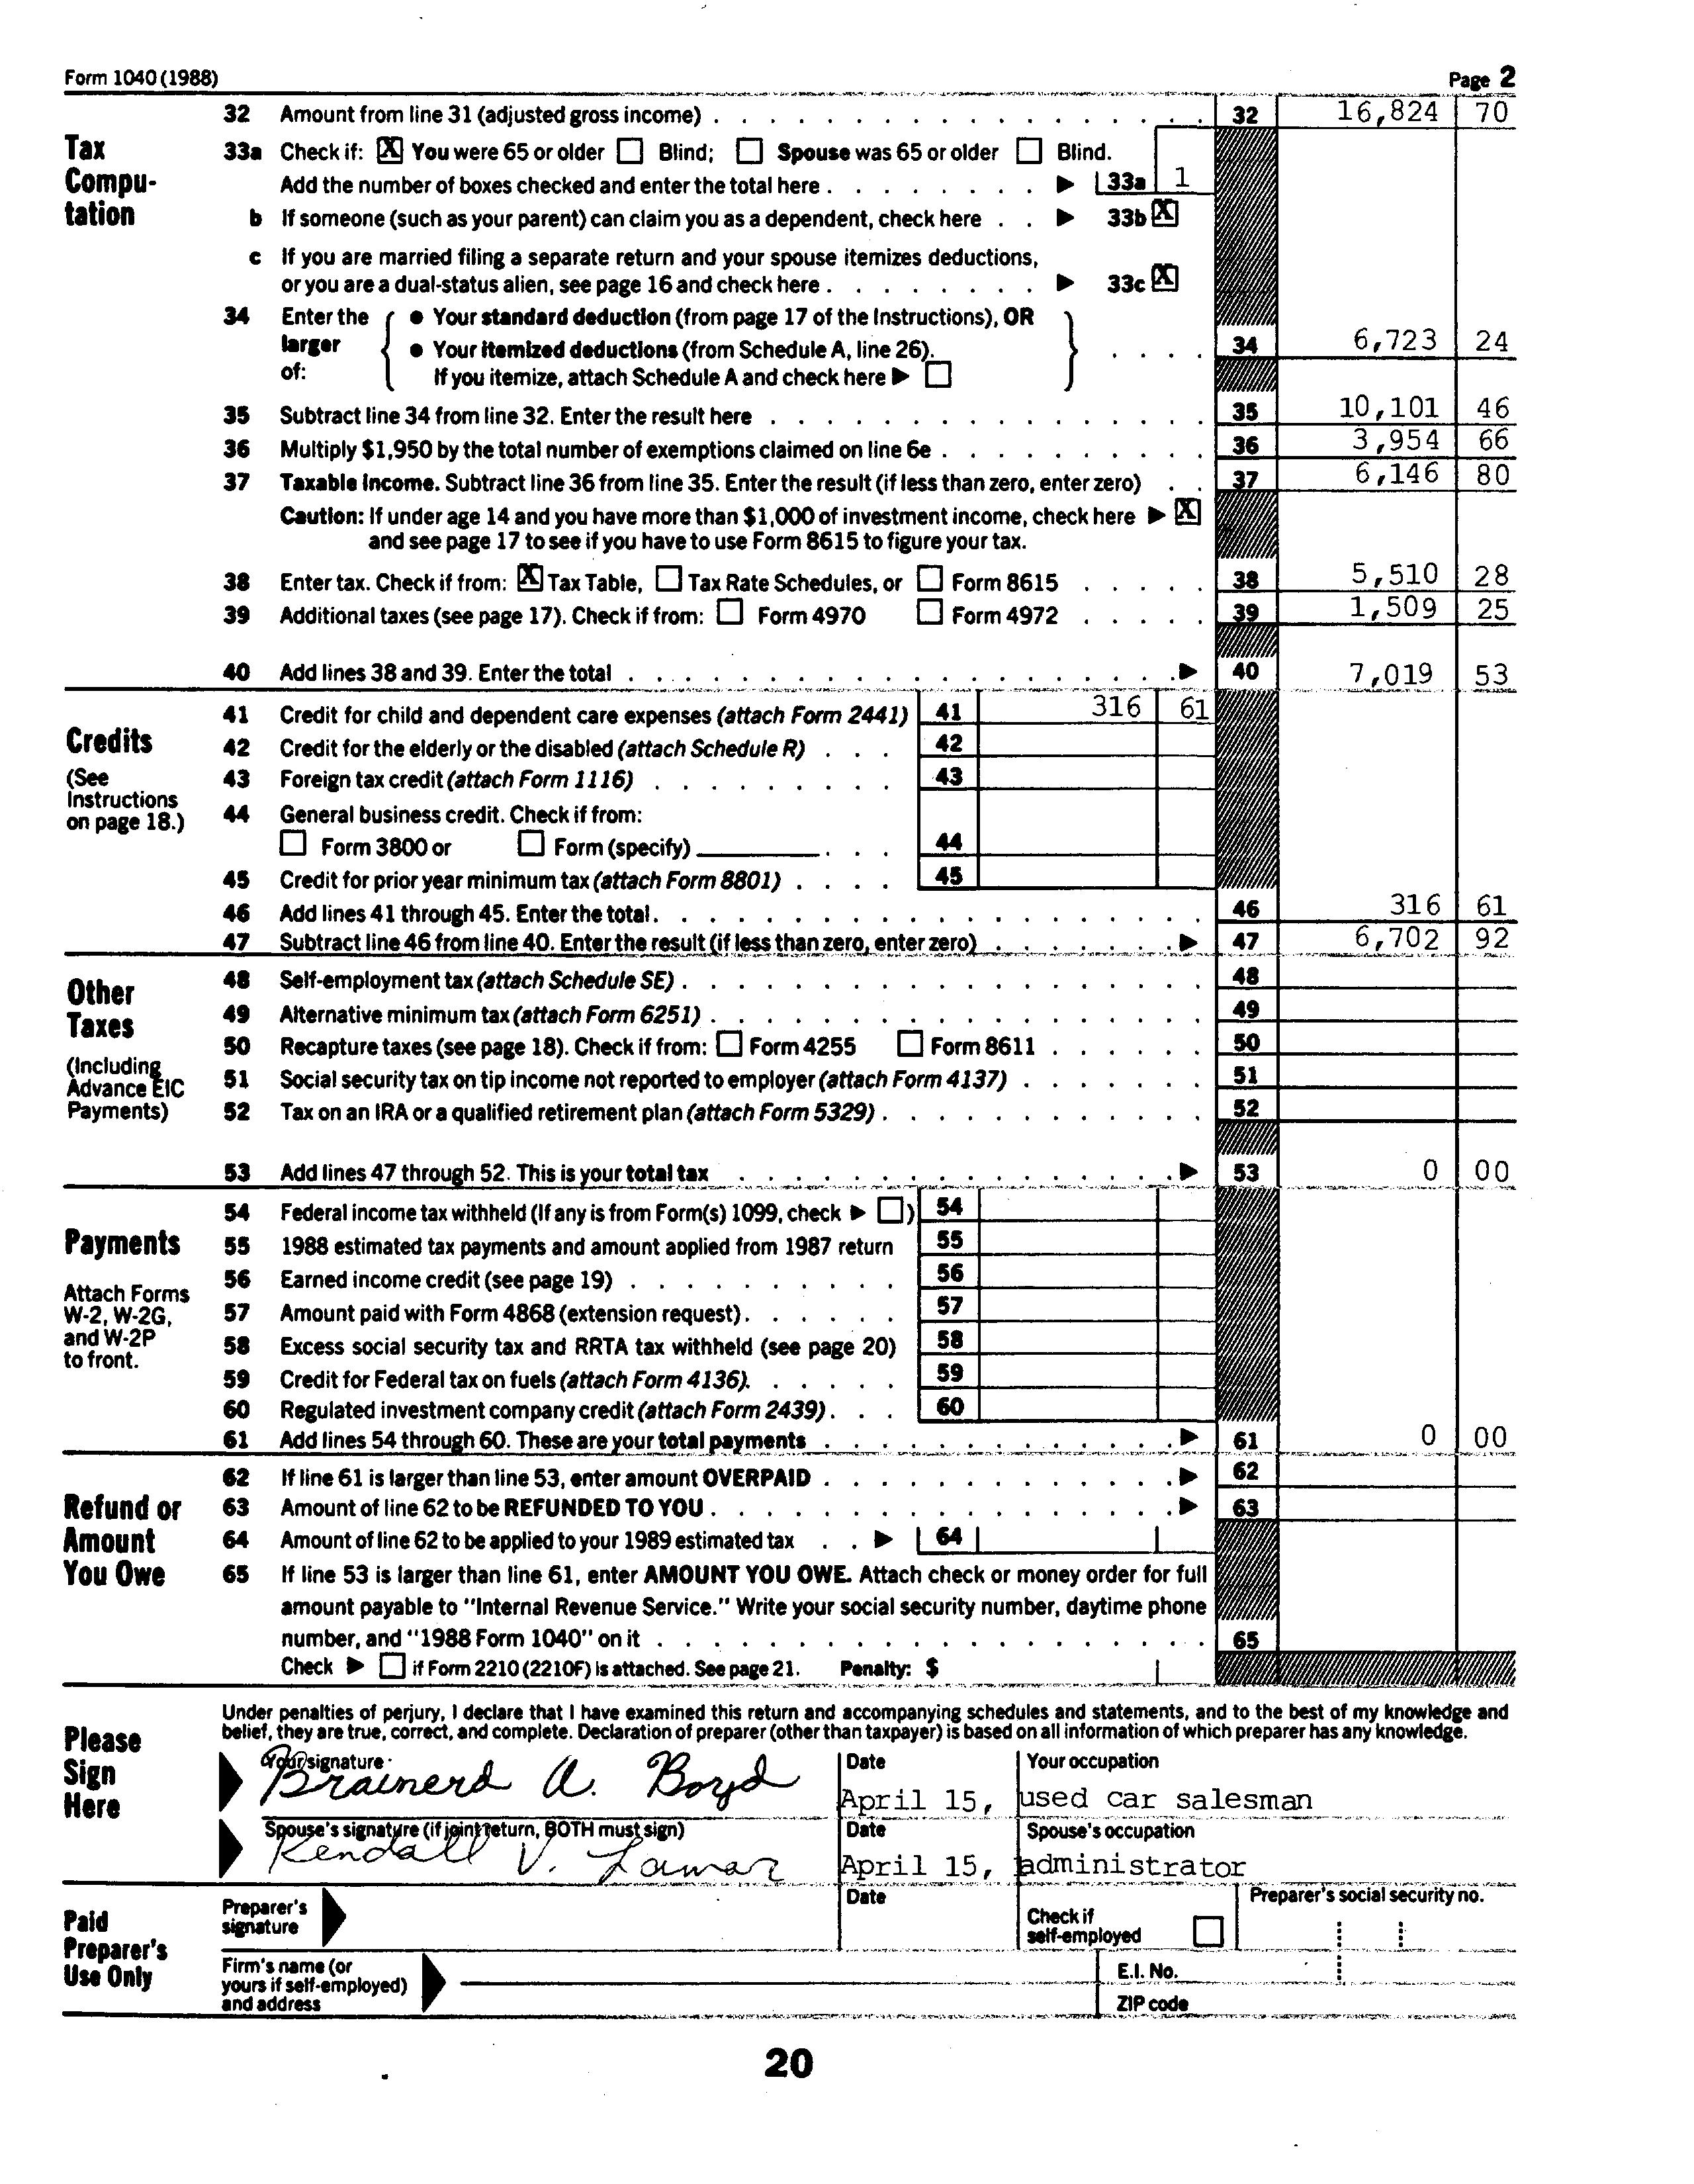 Form 1040 (1988) Page 2
32 Amount from line 31 (adjusted gross income) 32 16,824 70
Tax Compu- tation
33a Check if: X You were 65 or older Blind; Spouse was 65 or older Blind.
Add the number of boxes checked and enter the total here 33a 1
b If someone (such as your parent) can claim you as a dependent, check here 33b X
c If you are married filing a separate return and your spouse itemizes deductions,
or you are a dual-status alien, see page 16 and check here 33c X
34 Enter the larger of: • Your standard deduction (from page 17 of the Instructions), OR
• Your itemized deductions (from Schedule A, line 26). 34 6,723 24
If you itemize, attach Schedule A and check here
35 Subtract line 34 from line 32. Enter the result here 35 10,101 46
36 Multiply $1,950 by the total number of exemptions claimed on line 6e 36 3,954 66
37 Taxable Income. Subtract line 36 from line 35. Enter the result (if less than zero, enter zero) 37 6,146 80
Caution: If under age 14 and you have more than $1,000 of investment income, check here X
and see page 17 to see if you have to use Form 8615 to figure your tax.
38 Enter tax. Check if from: X Tax Table, Tax Rate Schedules, or Form 8615 38 5,510 28
39 Additional taxes (see page 17). Check if from: Form 4970 Form 4972 39 1,509 25
40 Add lines 38 and 39. Enter the total 40 7,019 53
Credits
(See Instructions on page 18.)
41 Credit for child and dependent care expenses (attach Form 2441) 41 316 61
42 Credit for the elderly or the disabled (attach Schedule R) 42
43 Foreign tax credit (attach Form 1116) 43
44 General business credit. Check if from:
Form 3800 or Form (specify) 44
45 Credit for prior year minimum tax (attach Form 8801) 45
46 Add lines 41 through 45. Enter the total 46 316 61
47 Subtract line 46 from line 40. Enter the result (if less than zero, enter zero) 47 6,702 92
Other Taxes
(Including Advance EIC Payments)
48 Self-employment tax (attach Schedule SE) 48
49 Alternative minimum tax (attach Form 6251) 49
50 Recapture taxes (see page 18). Check if from: Form 4255 Form 8611 50
51 Social security tax on tip income not reported to employer (attach Form 4137) 51
52 Tax on an IRA or a qualified retirement plan (attach Form 5329) 52
53 Add lines 47 through 52. This is your total tax 53 0 00
Payments
Attach Forms W-2, W-2G, and W-2P to front.
54 Federal income tax withheld (If any is from Form(s) 1099, check ) 54
55 1988 estimated tax payments and amount applied from 1987 return 55
56 Earned income credit (see page 19) 56
57 Amount paid with Form 4868 (extension request) 57
58 Excess social security tax and RRTA tax withheld (see page 20) 58
59 Credit for Federal tax on fuels (attach Form 4136) 59
60 Regulated investment company credit (attach Form 2439) 60
61 Add lines 54 through 60. These are your total payments 61 0 00
Refund or Amount You Owe
62 If line 61 is larger than line 53, enter amount OVERPAID 62
63 Amount of line 62 to be REFUNDED TO YOU 63
64 Amount of line 62 to be applied to your 1989 estimated tax 64
65 If line 53 is larger than line 61, enter AMOUNT YOU OWE. Attach check or money order for full
amount payable to "Internal Revenue Service." Write your social security number, daytime phone
number, and "1988 Form 1040" on it 65
Check if Form 2210 (2210F) is attached. See page 21. Penalty: $
Please Sign Here
Under penalties of perjury, I declare that I have examined this return and accompanying schedules and statements, and to the best of my knowledge and
belief, they are true, correct, and complete. Declaration of preparer (other than taxpayer) is based on all information of which preparer has any knowledge.
Your signature Date Your occupation
Brainerd A. Boyd April 15, used car salesman
Spouse's signature (if joint return, BOTH must sign) Date Spouse's occupation
Kendall V. Lamar April 15, administrator
Paid Preparer's Use Only
Preparer's signature Date Check if self-employed Preparer's social security no.
Firm's name (or yours if self-employed) and address E.I. No.
ZIP code
20